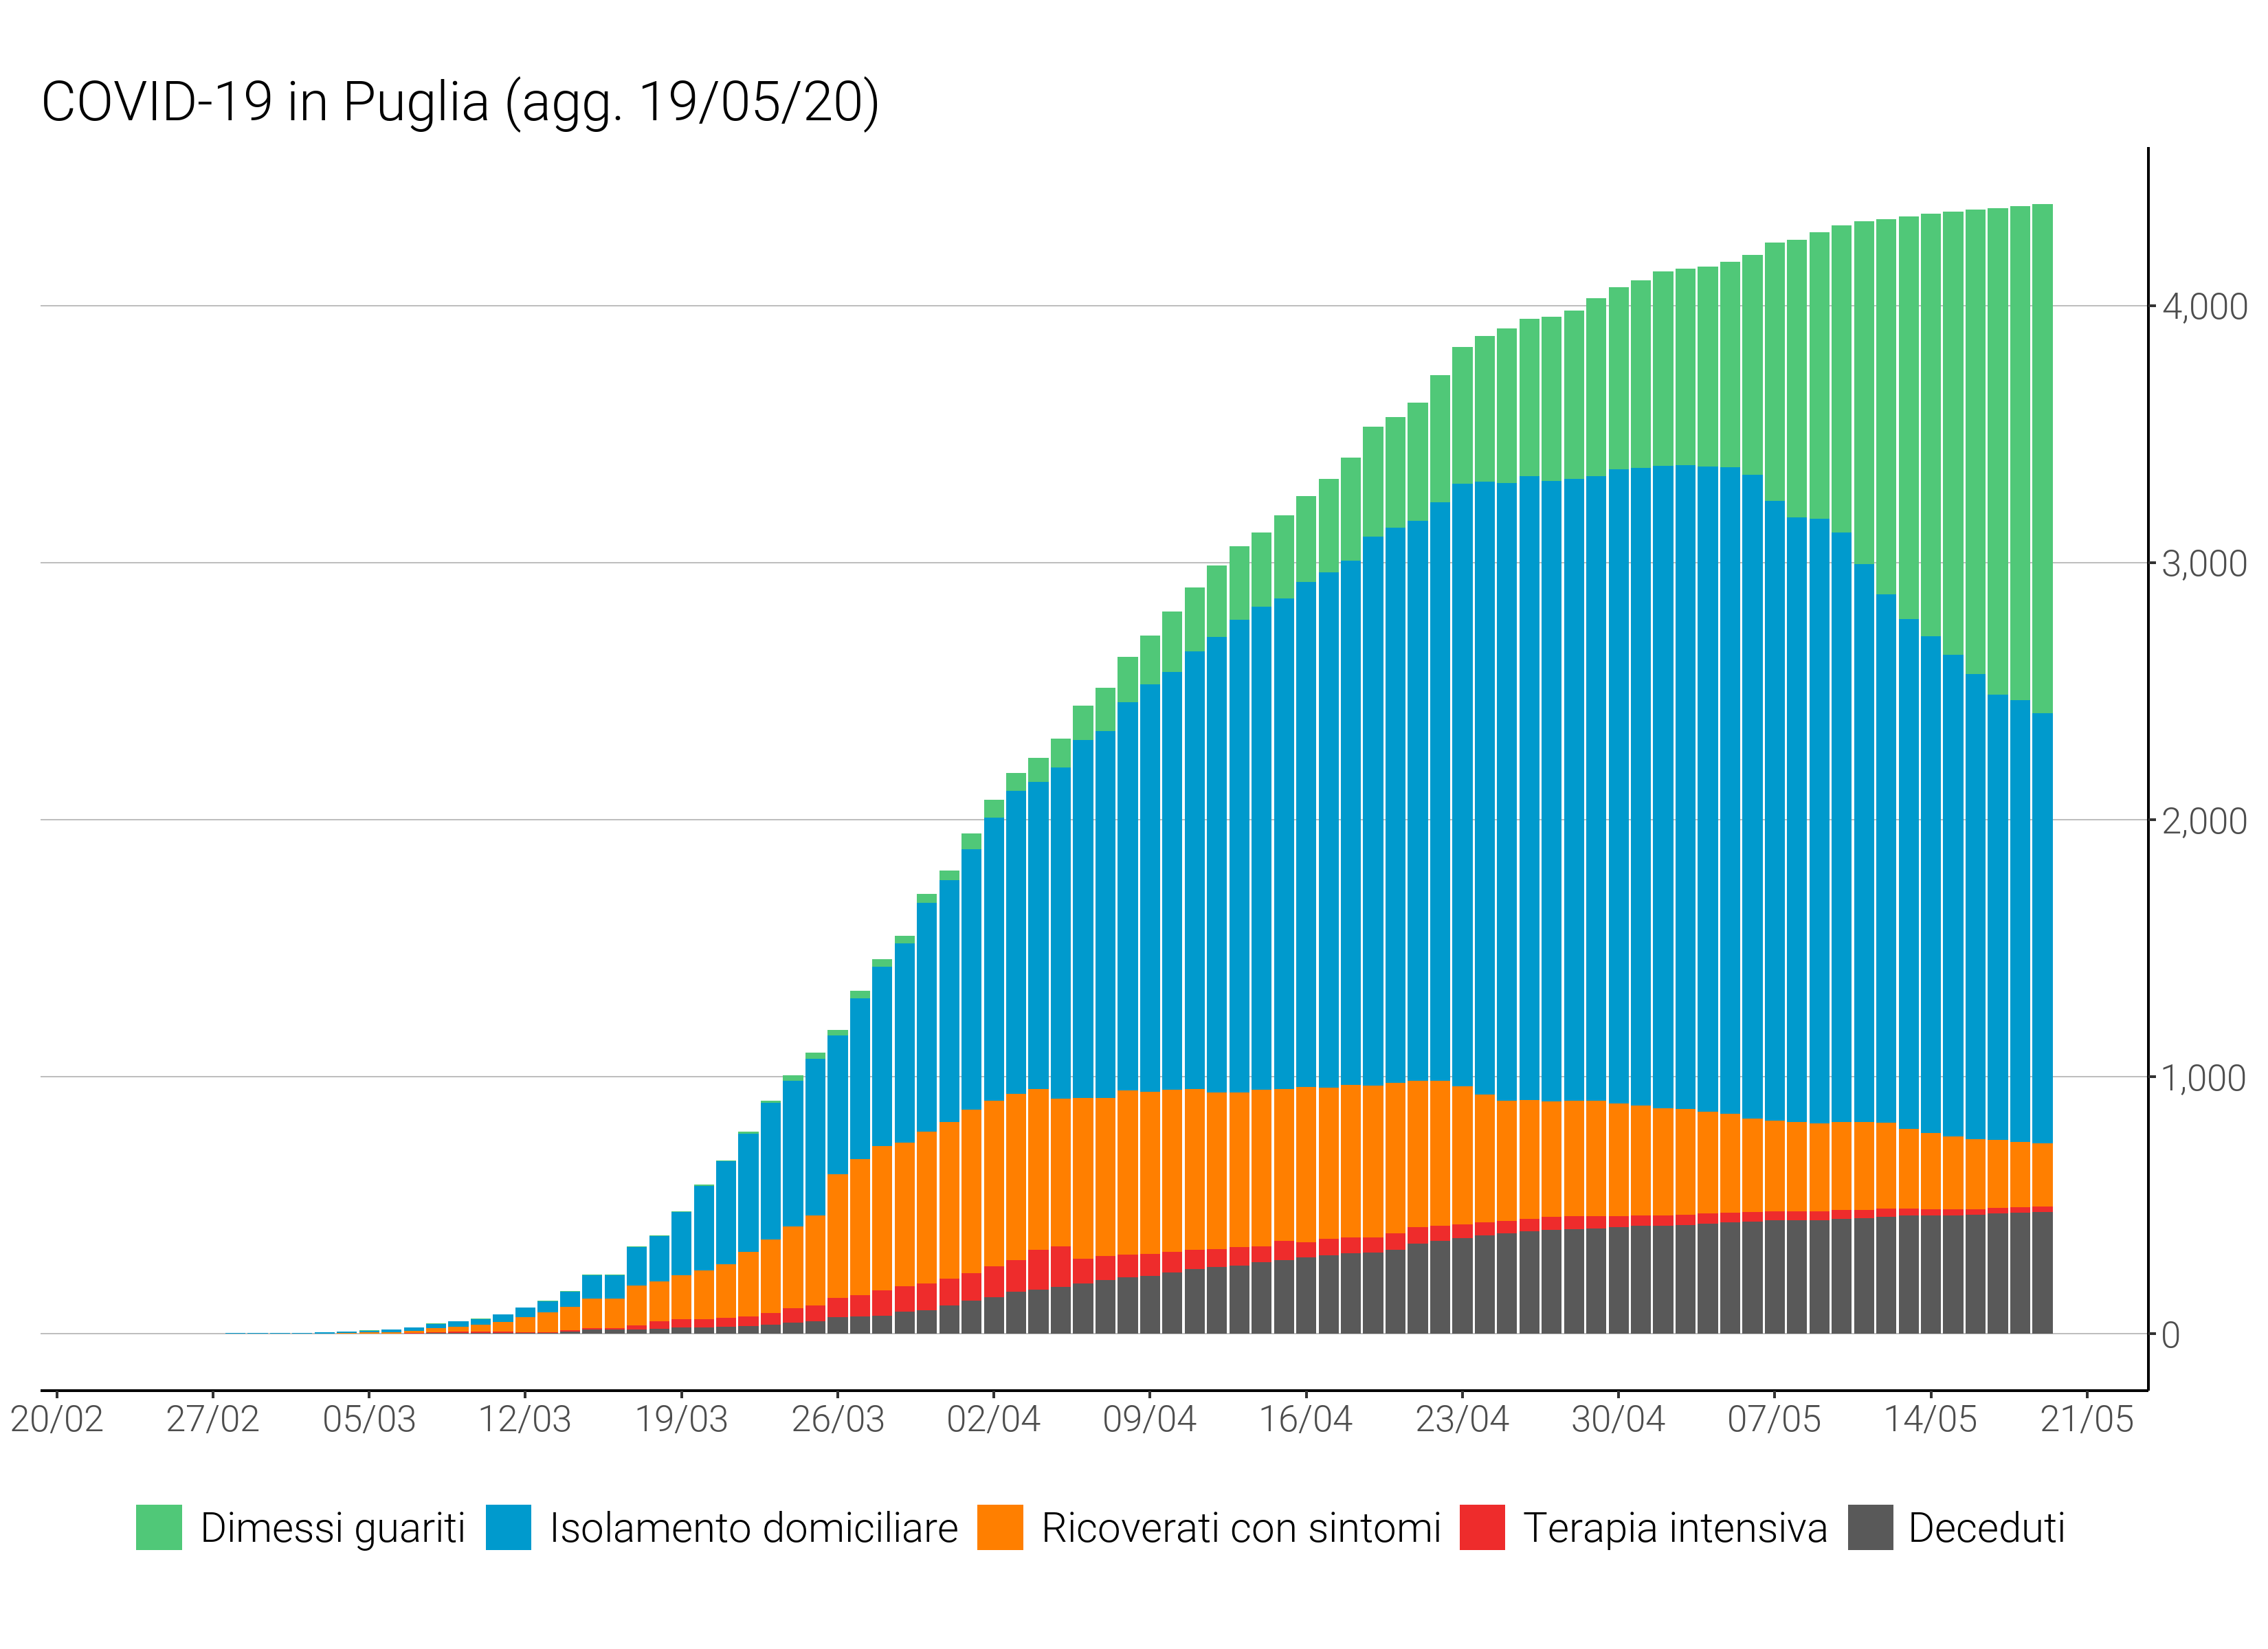 COVID-19 in Puglia (agg. 19/05/20)
4,000
3,000
2,000
1,000
0
20/02 27/02 05/03 12/03 19/03 26/03 02/04 09/04 16/04 23/04 30/04 07/05 14/05 21/05
Dimessi guariti Isolamento domiciliare Ricoverati con sintomi Terapia intensiva Deceduti